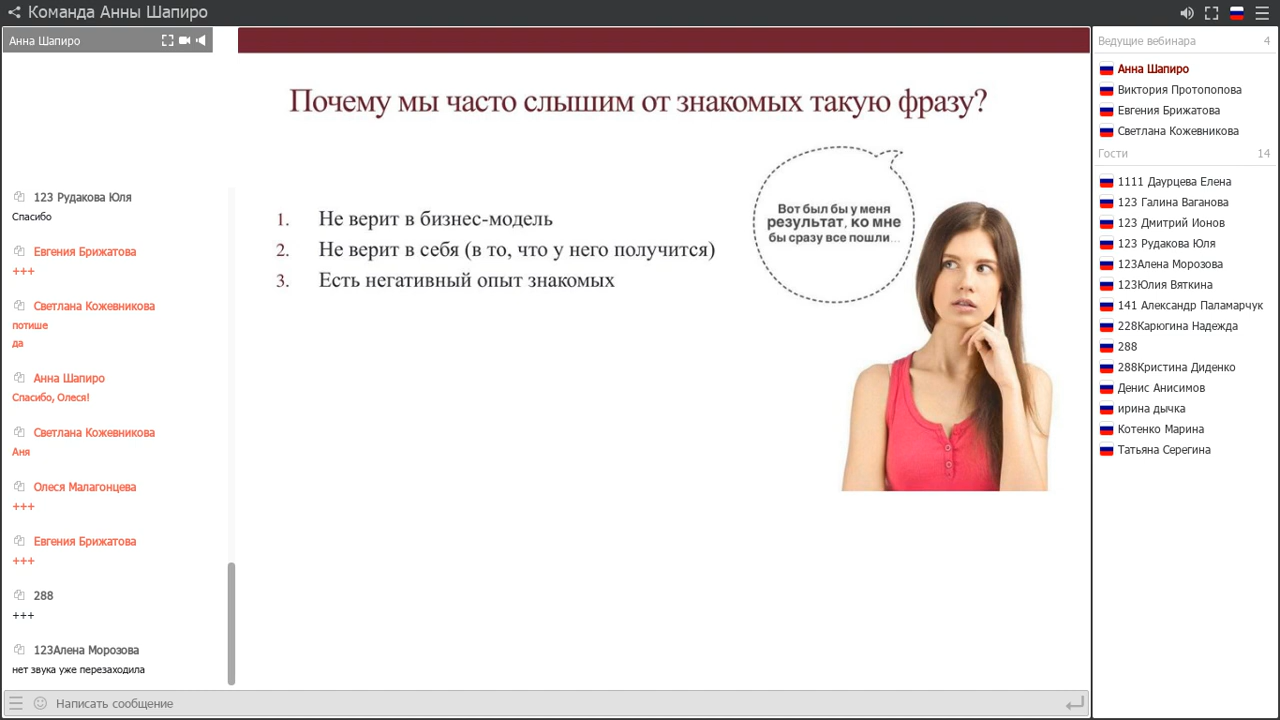 Команда Анны Шапиро
Анна Шапиро
123 Рудакова Юля
Спасибо
Евгения Брижатова
+++
Светлана Кожевникова
потише
да
Анна Шапиро
Спасибо, Олеся!
Светлана Кожевникова
Аня
Олеся Малагонцева
+++
Евгения Брижатова
+++
288
+++
123Алена Морозова
нет звука уже перезаходила
Написать сообщение
Почему мы часто слышим от знакомых такую фразу?
1. Не верит в бизнес-модель
2. Не верит в себя (в то, что у него получится)
3. Есть негативный опыт знакомых
Вот был бы у меня
результат, ко мне
бы сразу все пошли...
Ведущие вебинара 4
Анна Шапиро
Виктория Протопопова
Евгения Брижатова
Светлана Кожевникова
Гости 14
1111 Даурцева Елена
123 Галина Ваганова
123 Дмитрий Ионов
123 Рудакова Юля
123Алена Морозова
123Юлия Вяткина
141 Александр Паламарчук
228Карюгина Надежда
288
288Кристина Диденко
Денис Анисимов
ирина дычка
Котенко Марина
Татьяна Серегина